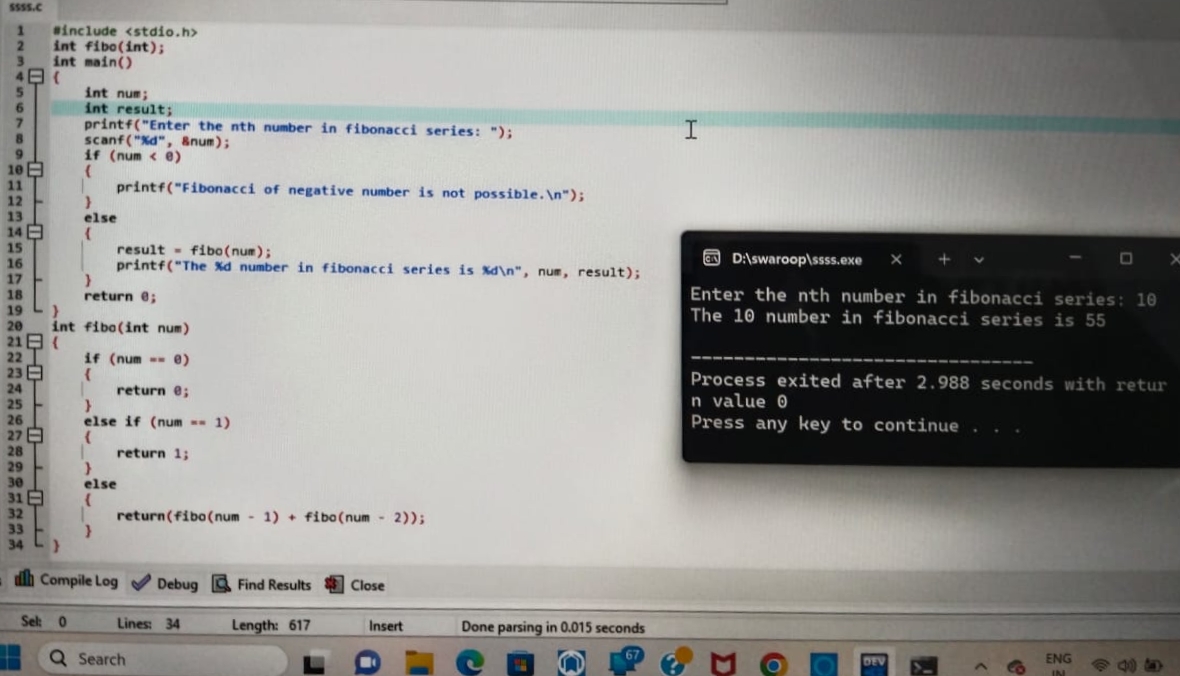 ssss.c
1 #include <stdio.h>
2 int fibo(int);
3 int main()
4 {
5 int num;
6 int result;
7 printf("Enter the nth number in fibonacci series: ");
8 scanf("%d", &num);
9 if (num < 0)
10 {
11 printf("Fibonacci of negative number is not possible.\n");
12 }
13 else
14 {
15 result = fibo(num);
16 printf("The %d number in fibonacci series is %d\n", num, result);
17 }
18 return 0;
19 }
20 int fibo(int num)
21 {
22 if (num == 0)
23 {
24 return 0;
25 }
26 else if (num == 1)
27 {
28 return 1;
29 }
30 else
31 {
32 return(fibo(num - 1) + fibo(num - 2));
33 }
34 }
D:\swaroop\ssss.exe
Enter the nth number in fibonacci series: 10
The 10 number in fibonacci series is 55
--------------------------------
Process exited after 2.988 seconds with retur
n value 0
Press any key to continue . . .
Compile Log Debug Find Results Close
Sel: 0 Lines: 34 Length: 617 Insert Done parsing in 0.015 seconds
Search 67 DEV ENG
IN